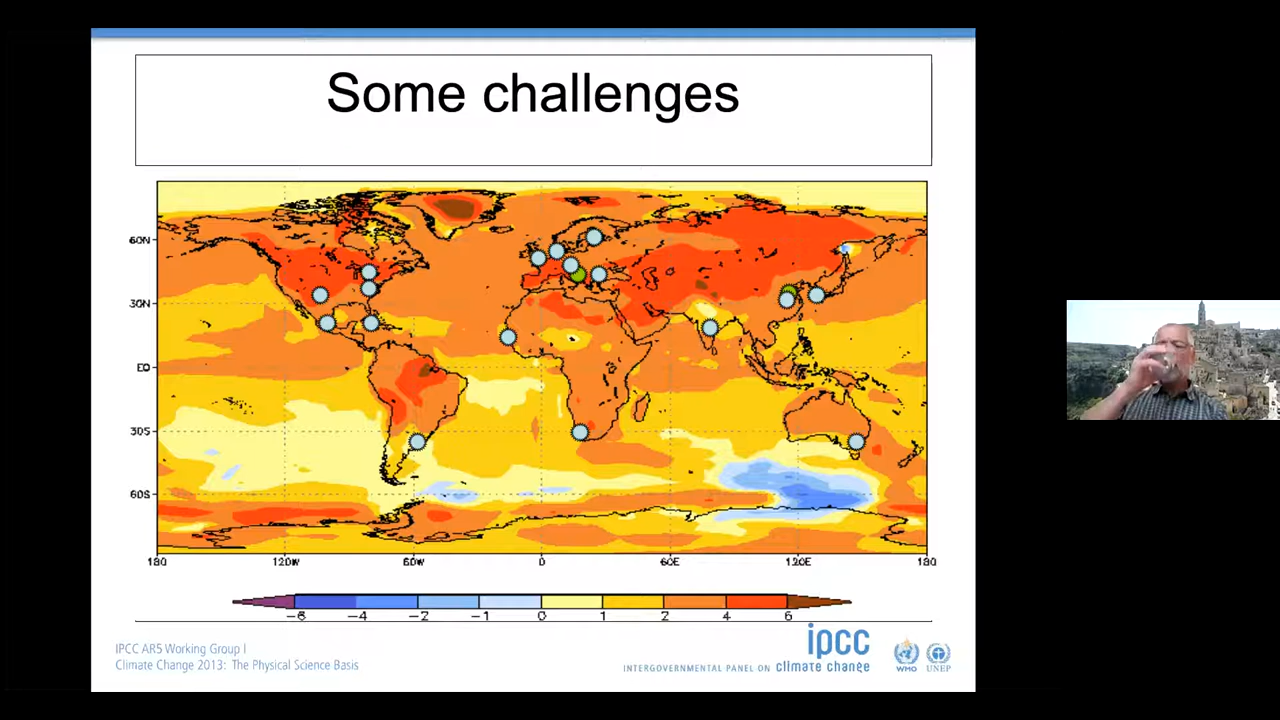 Some challenges
60N
30N
EQ
30S
60S
180 120W 60W 0 60E 120E 180
-6 -4 -2 -1 0 1 2 4 6
IPCC AR5 Working Group I
Climate Change 2013: The Physical Science Basis
ipcc
INTERGOVERNMENTAL PANEL ON climate change
WMO UNEP